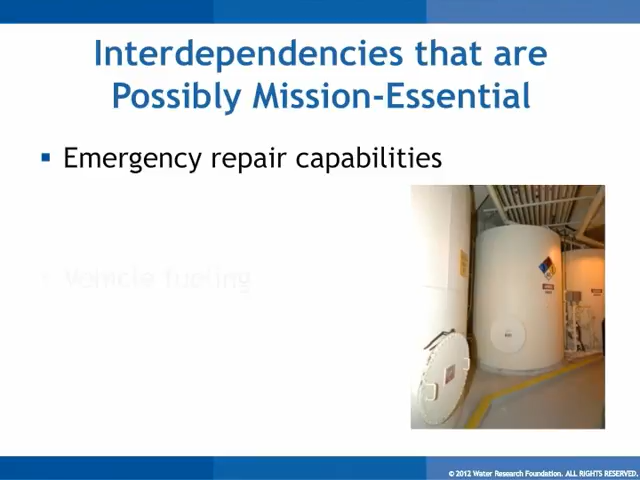 Interdependencies that are
Possibly Mission-Essential
Emergency repair capabilities
Vehicle fueling
© 2012 Water Research Foundation. ALL RIGHTS RESERVED.